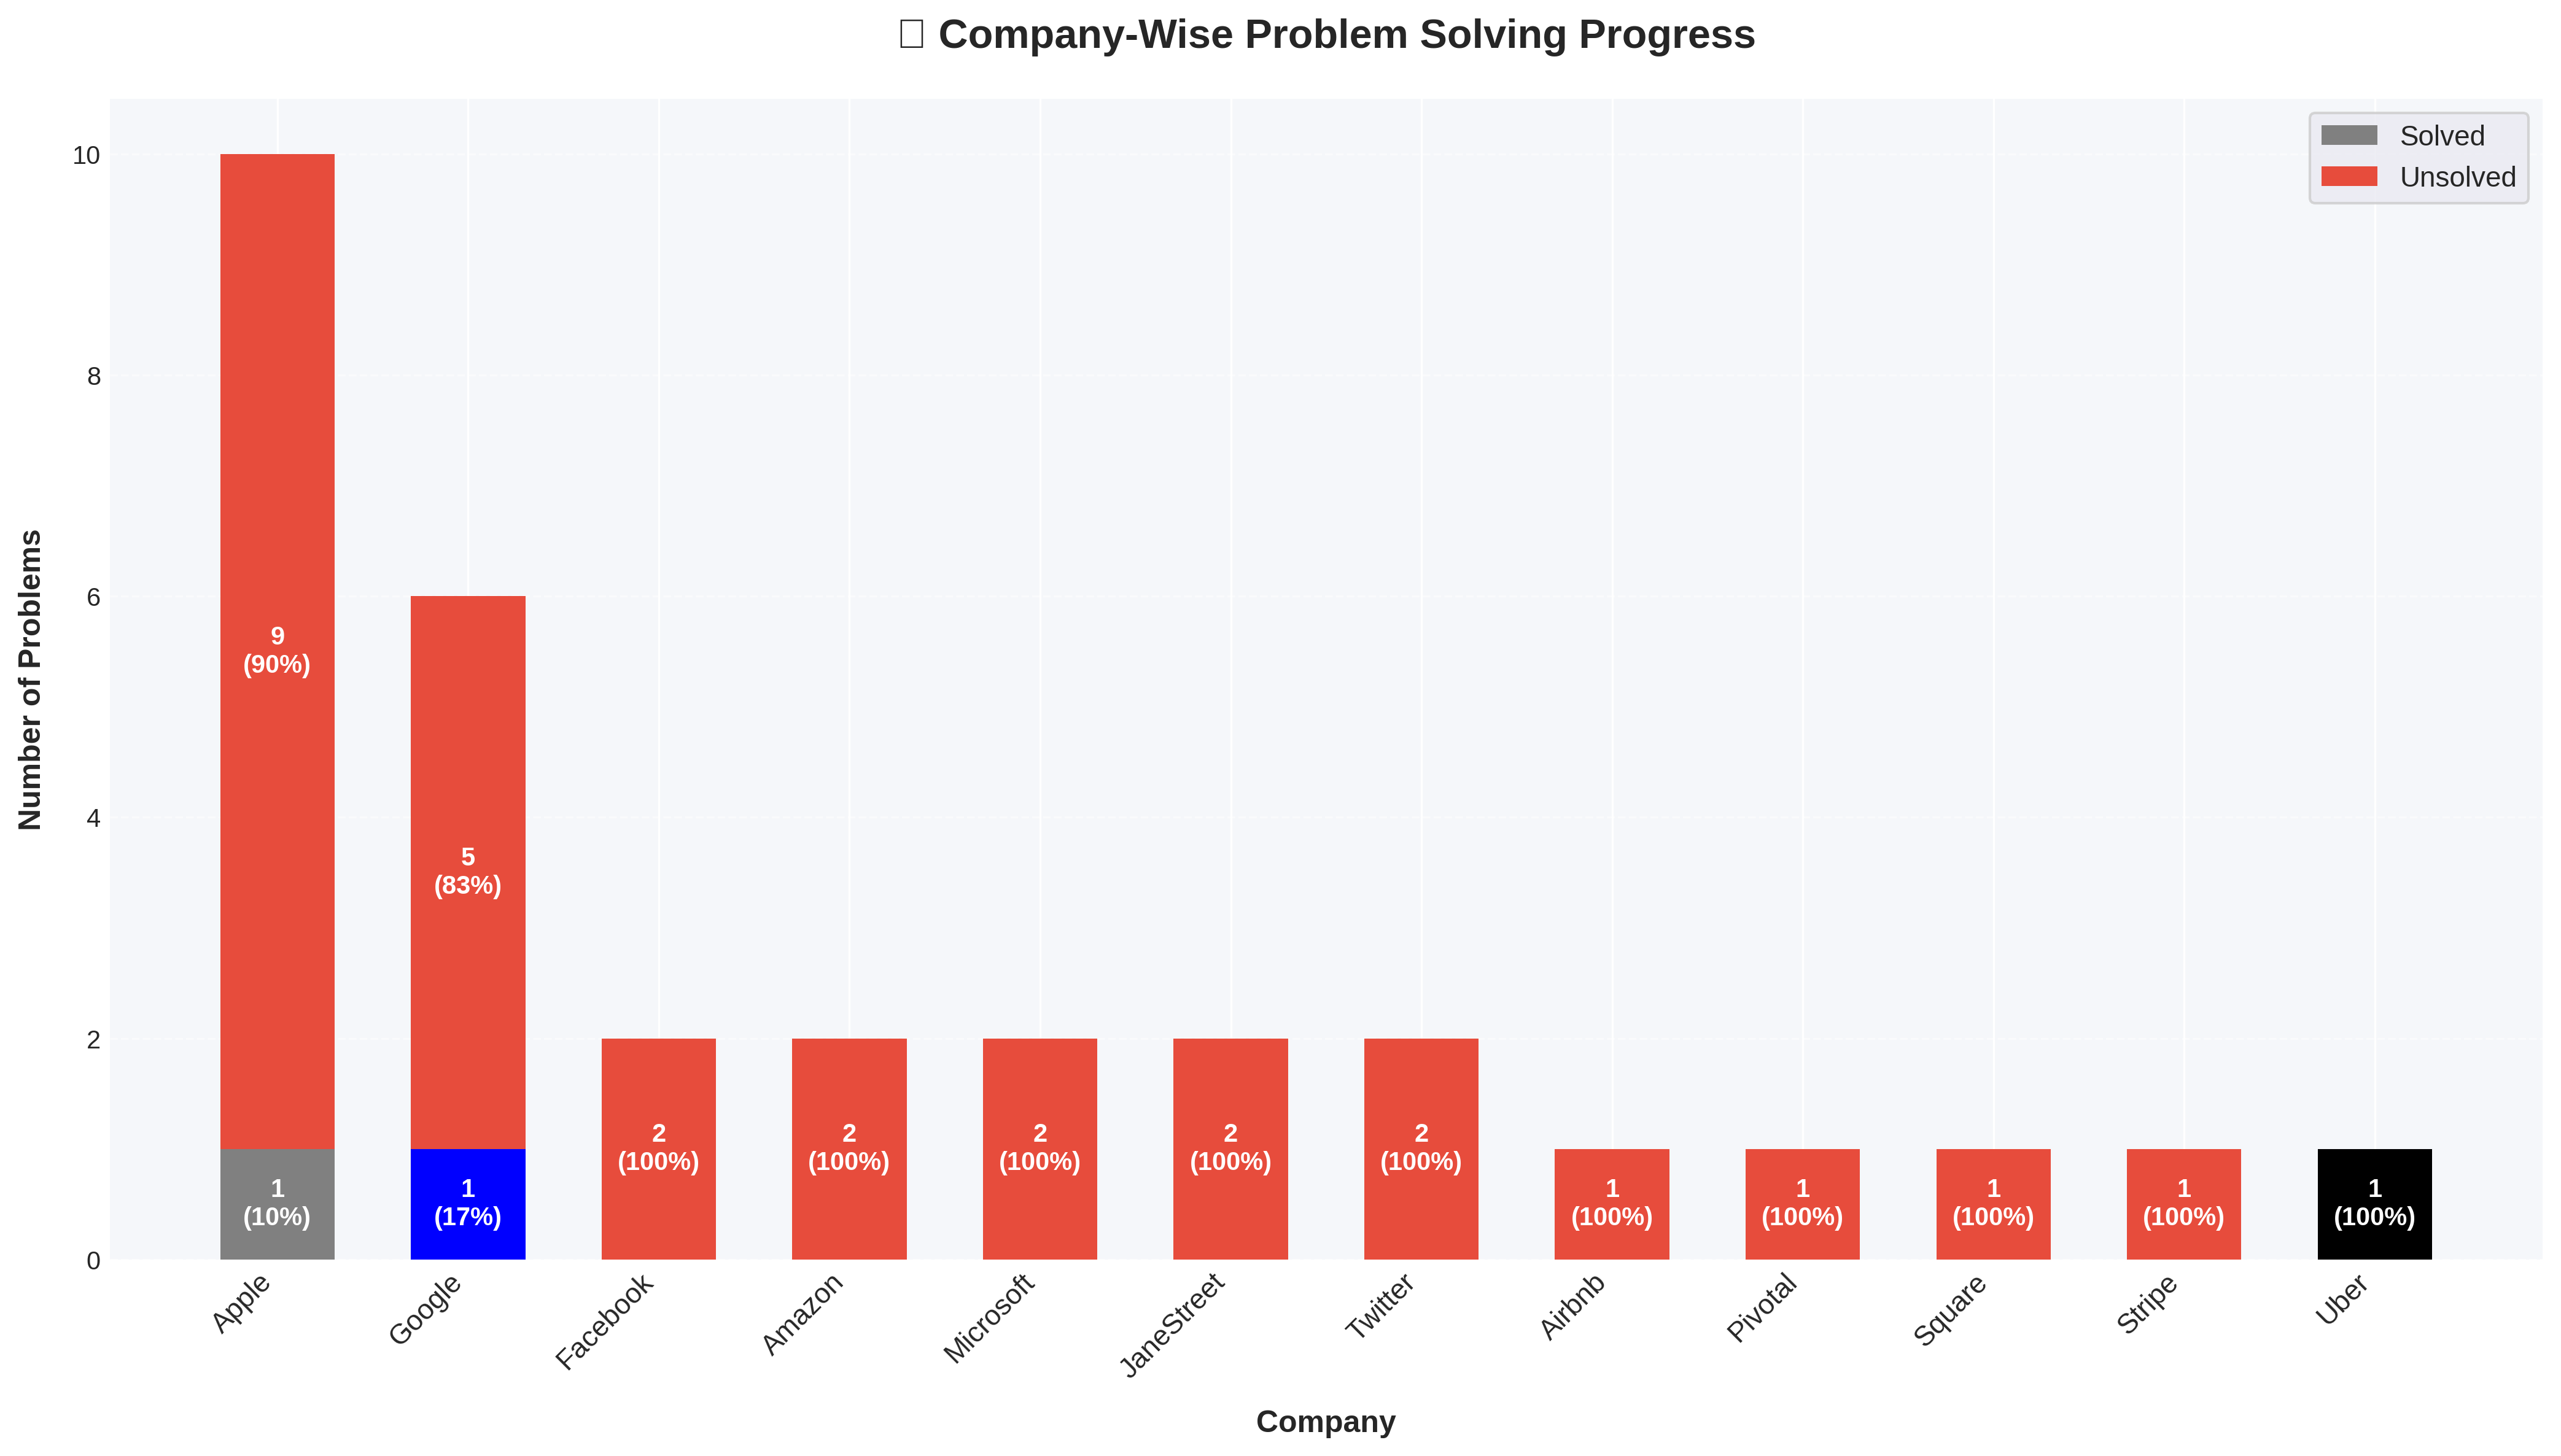 Company-Wise Problem Solving Progress
Solved
Unsolved
Number of Problems
10
8
6
4
2
0
9
(90%)
1
(10%)
5
(83%)
1
(17%)
2
(100%)
2
(100%)
2
(100%)
2
(100%)
2
(100%)
1
(100%)
1
(100%)
1
(100%)
1
(100%)
1
(100%)
Apple
Google
Facebook
Amazon
Microsoft
JaneStreet
Twitter
Airbnb
Pivotal
Square
Stripe
Uber
Company